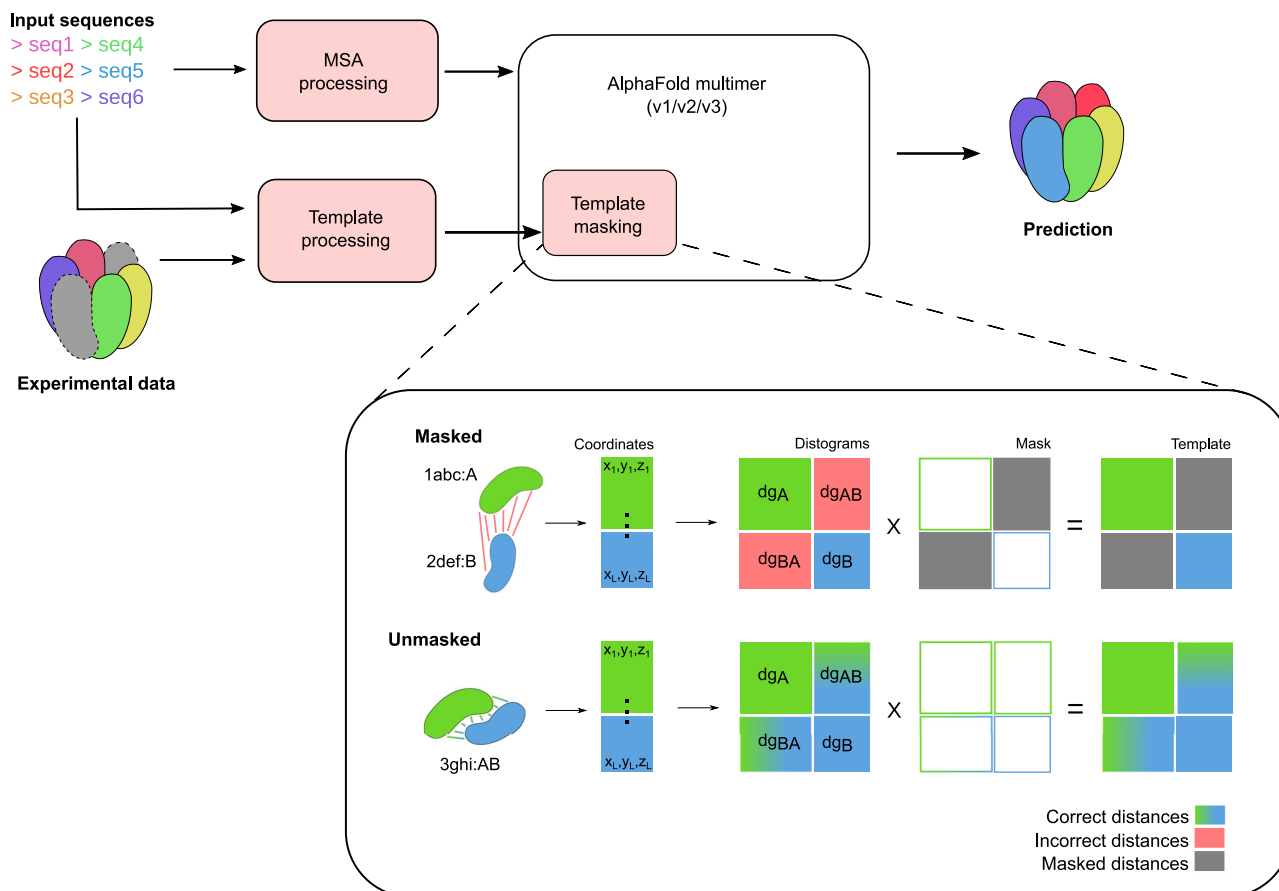 Input sequences
> seq1 > seq4
> seq2 > seq5
> seq3 > seq6
MSA
processing
AlphaFold multimer
(v1/v2/v3)
Template
processing
Template
masking
Prediction
Experimental data
Masked
Coordinates
Distograms
Mask
Template
1abc:A
2def:B
x1,y1,z1
xL,yL,zL
dgA
dgAB
dgBA
dgB
X
=
Unmasked
3ghi:AB
x1,y1,z1
xL,yL,zL
dgA
dgAB
dgBA
dgB
X
=
Correct distances
Incorrect distances
Masked distances